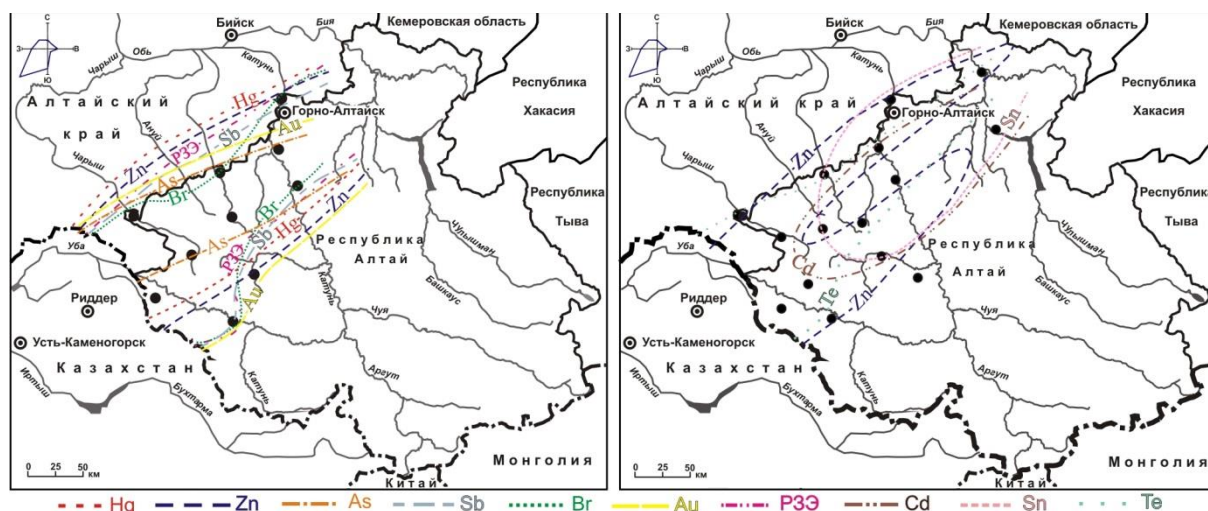 С
З
В
Ю
Бийск
Бия
Кемеровская область
Чарыш
Обь
Катунь
Республика
Хакасия
Алтайский
край
Ануй
Hg
Горно-Алтайск
Zn
РЗЭ
Sb
Au
As
Br
Чарыш
Республика
Тыва
Уба
As
Sb
Br
Hg
Zn
РЗЭ
Au
Республика
Алтай
Чулышман
Башкаус
Риддер
Катунь
Чуя
Усть-Каменогорск
Казахстан
Иртыш
Бухтарма
Катунь
Аргут
Монголия
Китай
0 25 50
км
С
З
В
Ю
Бийск
Бия
Кемеровская область
Чарыш
Обь
Катунь
Республика
Хакасия
Алтайский край
Ануй
Zn
Горно-Алтайск
Sn
Чарыш
Республика
Тыва
Уба
Cd
Te
Zn
Республика
Алтай
Чулышман
Башкаус
Риддер
Катунь
Чуя
Усть-Каменогорск
Казахстан
Иртыш
Бухтарма
Катунь
Аргут
Монголия
Китай
0 25 50
км
Hg Zn As Sb Br Au РЗЭ Cd Sn Te